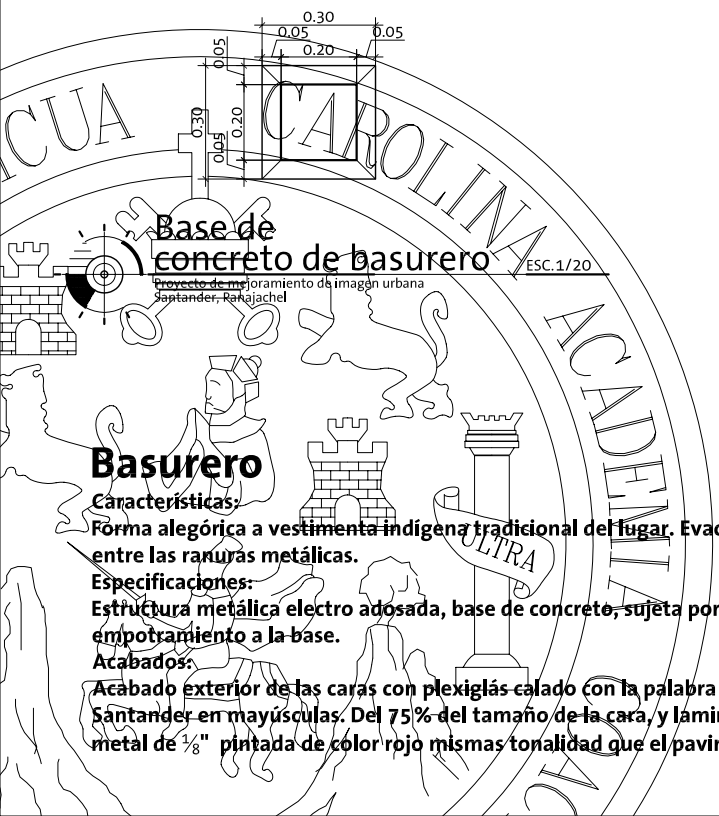 0.30
0.05 0.05
0.20
0.05
0.30
0.20
0.05
CUA CAROLINA ACADEMIA COAC
Base de
concreto de basurero ESC.1/20
Proyecto de mejoramiento de imagen urbana
Santander, Panajachel
Basurero
Características:
Forma alegórica a vestimenta indígena tradicional del lugar. Evac
entre las ranuras metálicas.
Especificaciones:
Estructura metálica electro adosada, base de concreto, sujeta por
empotramiento a la base.
Acabados:
Acabado exterior de las caras con plexiglás calado con la palabra
Santander en mayúsculas. Del 75% del tamaño de la cara, y lamin
metal de ⅛" pintada de color rojo mismas tonalidad que el pavim
ULTRA